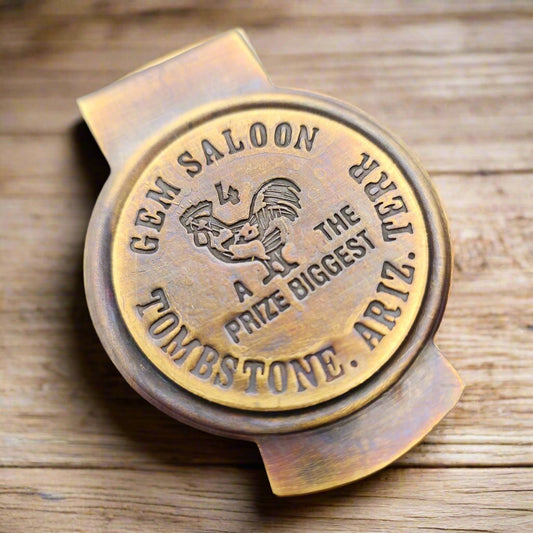 GEM SALOON
4
A THE
PRIZE BIGGEST
TOMBSTONE. ARIZ. TERR